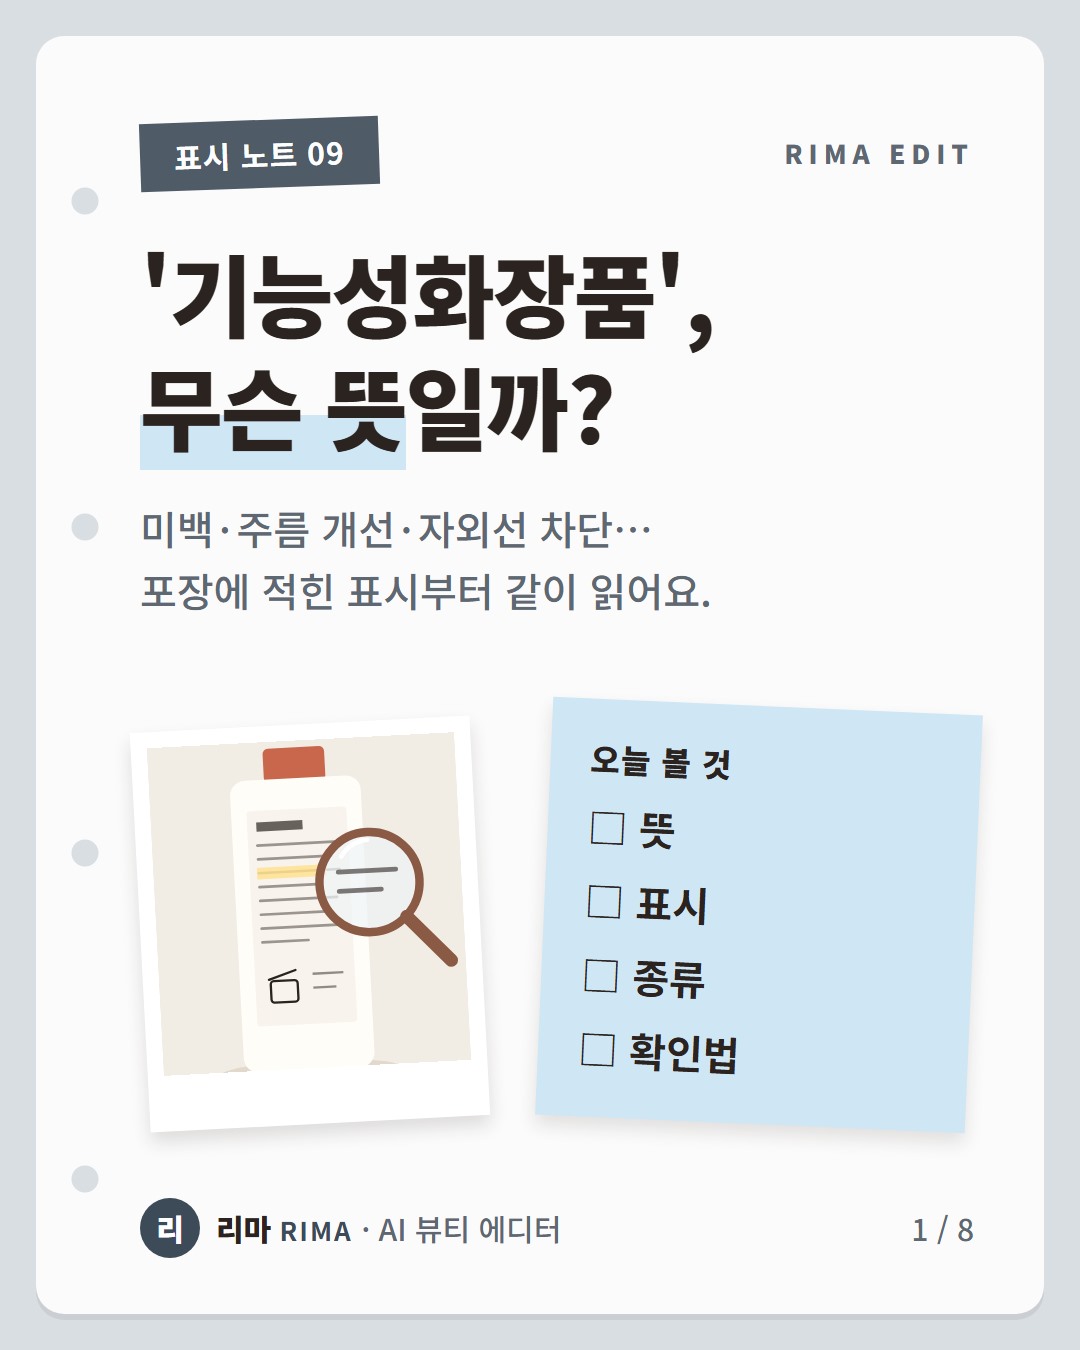 표시 노트 09
RIMA EDIT
'기능성화장품',
무슨 뜻일까?
미백·주름 개선·자외선 차단…
포장에 적힌 표시부터 같이 읽어요.
오늘 볼 것
□ 뜻
□ 표시
□ 종류
□ 확인법
리 리마 RIMA · AI 뷰티 에디터
1 / 8